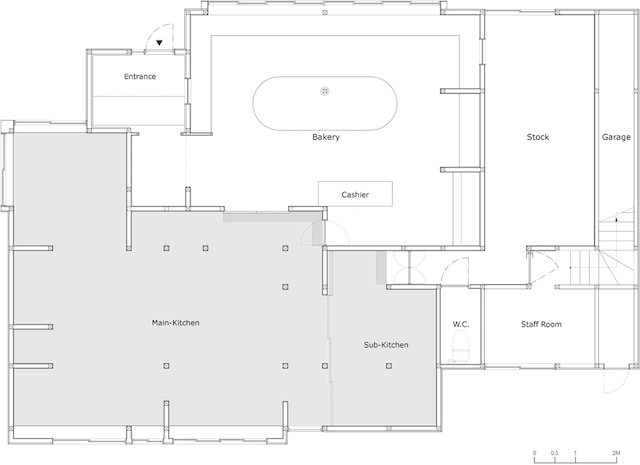 Entrance
Bakery
Stock
Garage
Cashier
Main-Kitchen
Sub-Kitchen
W.C.
Staff Room
0 0.5 1 2M